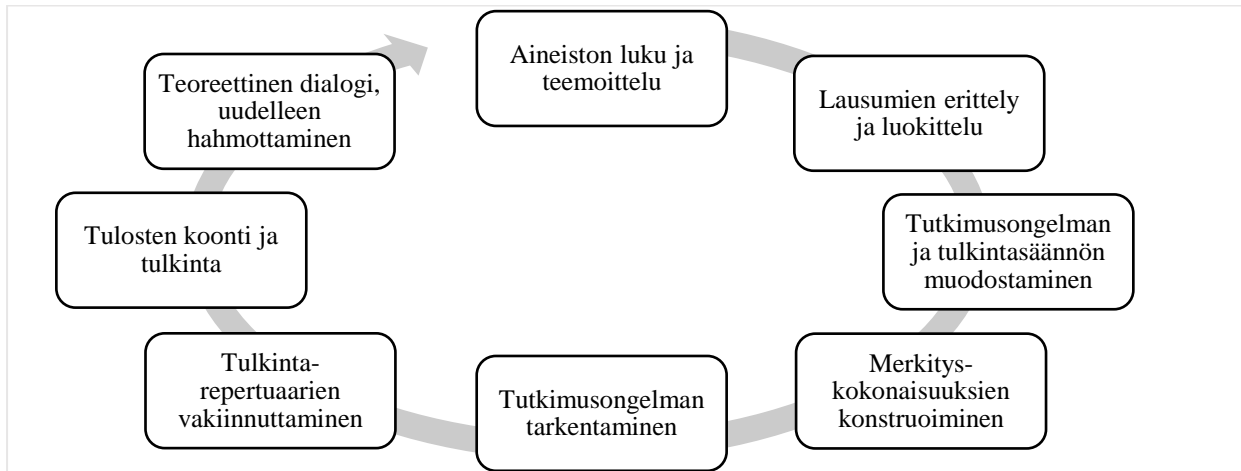 Aineiston luku ja
teemoittelu
Lausumien erittely
ja luokittelu
Tutkimusongelman
ja tulkintasäännön
muodostaminen
Merkitys-
kokonaisuuksien
konstruoiminen
Tutkimusongelman
tarkentaminen
Tulkinta-
repertuaarien
vakiinnuttaminen
Tulosten koonti ja
tulkinta
Teoreettinen dialogi,
uudelleen
hahmottaminen